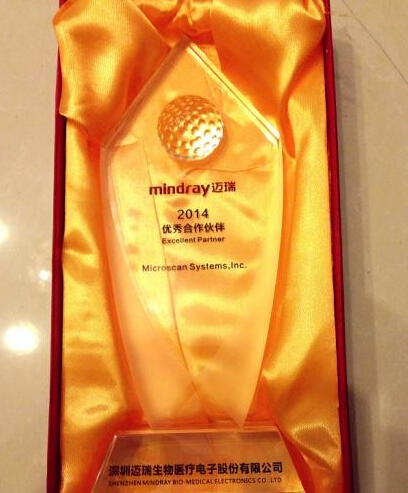 mindray迈瑞
2014
优秀合作伙伴
Excellent Partner
Microscan Systems,Inc.
深圳迈瑞生物医疗电子股份有限公司
SHENZHEN MINDRAY BIO-MEDICAL ELECTRONICS CO.,LTD